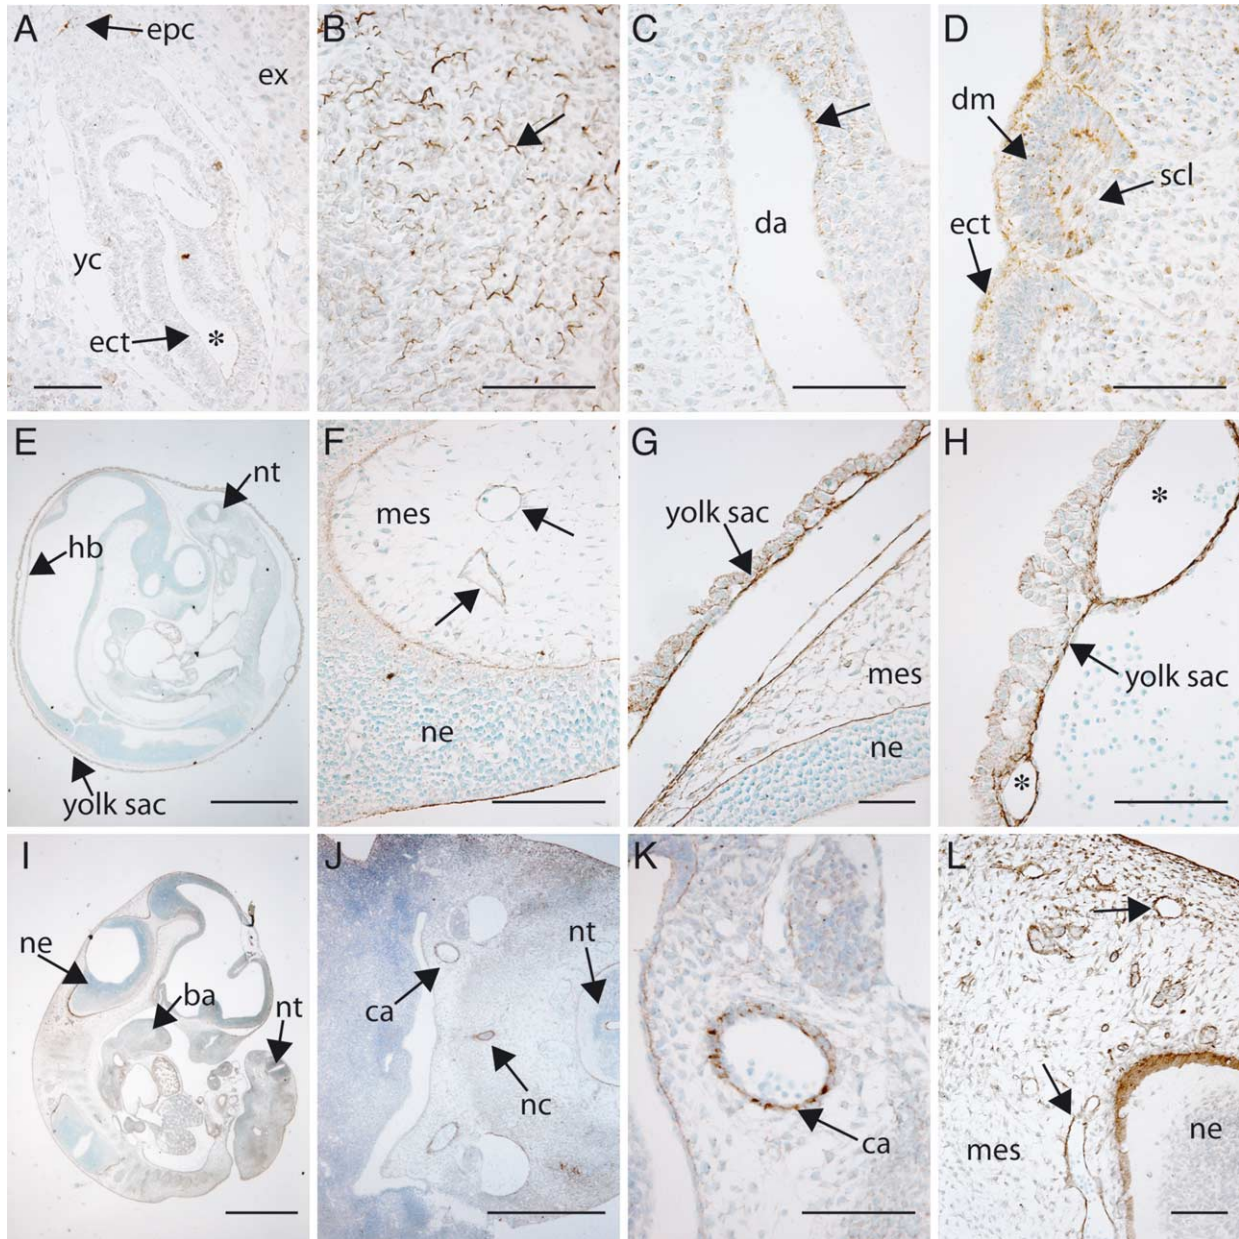 A
epc
ex
yc
ect
*
B
C
da
D
dm
scl
ect
E
nt
hb
yolk sac
F
mes
ne
G
yolk sac
mes
ne
H
*
yolk sac
*
I
ne
ba
nt
J
nt
ca
nc
K
ca
L
mes
ne